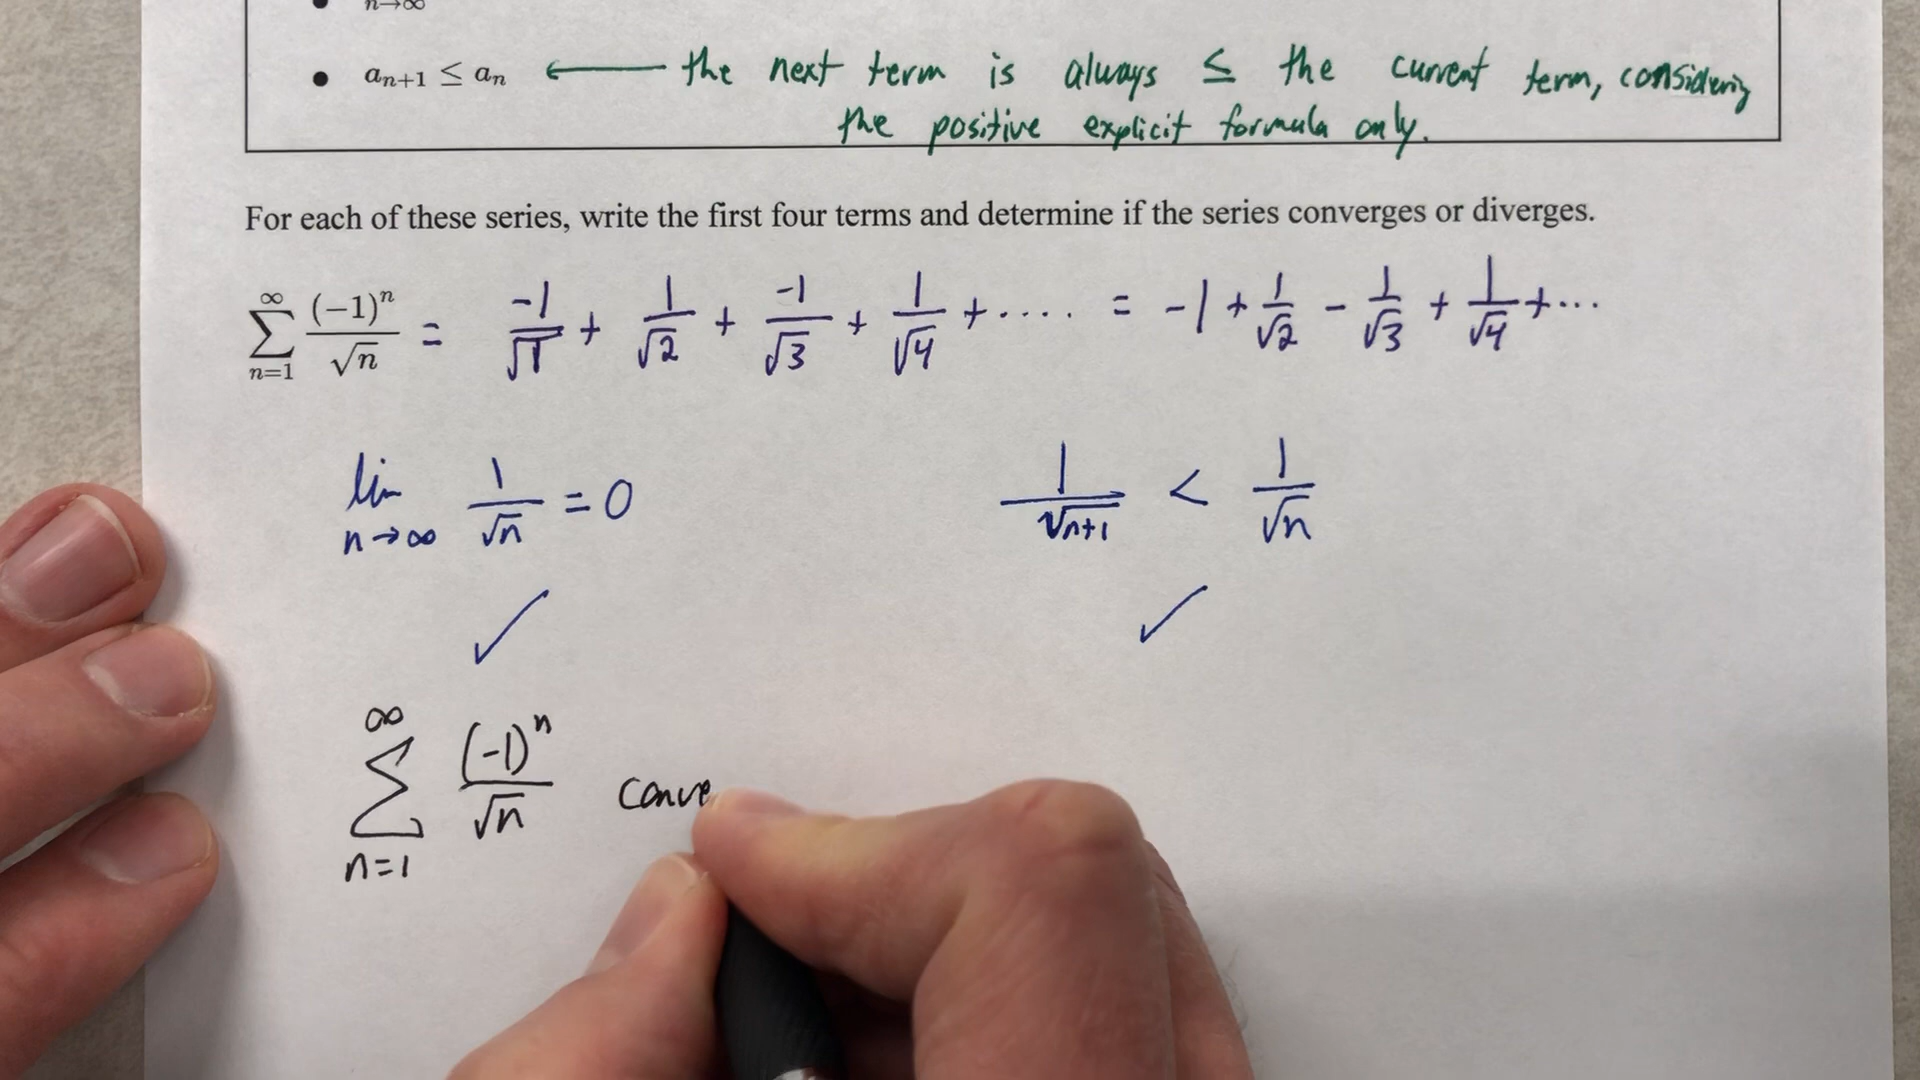 n→∞
• aₙ₊₁ ≤ aₙ ← the next term is always ≤ the current term, considering
the positive explicit formula only.
For each of these series, write the first four terms and determine if the series converges or diverges.
∞∑n=1 (-1)ⁿ/√n = -1/√1 + 1/√2 + -1/√3 + 1/√4 + .... = -1 + 1/√2 - 1/√3 + 1/√4 + ...
lim n→∞ 1/√n = 0 1/√n+1 < 1/√n
✓ ✓
∞∑n=1 (-1)ⁿ/√n conve